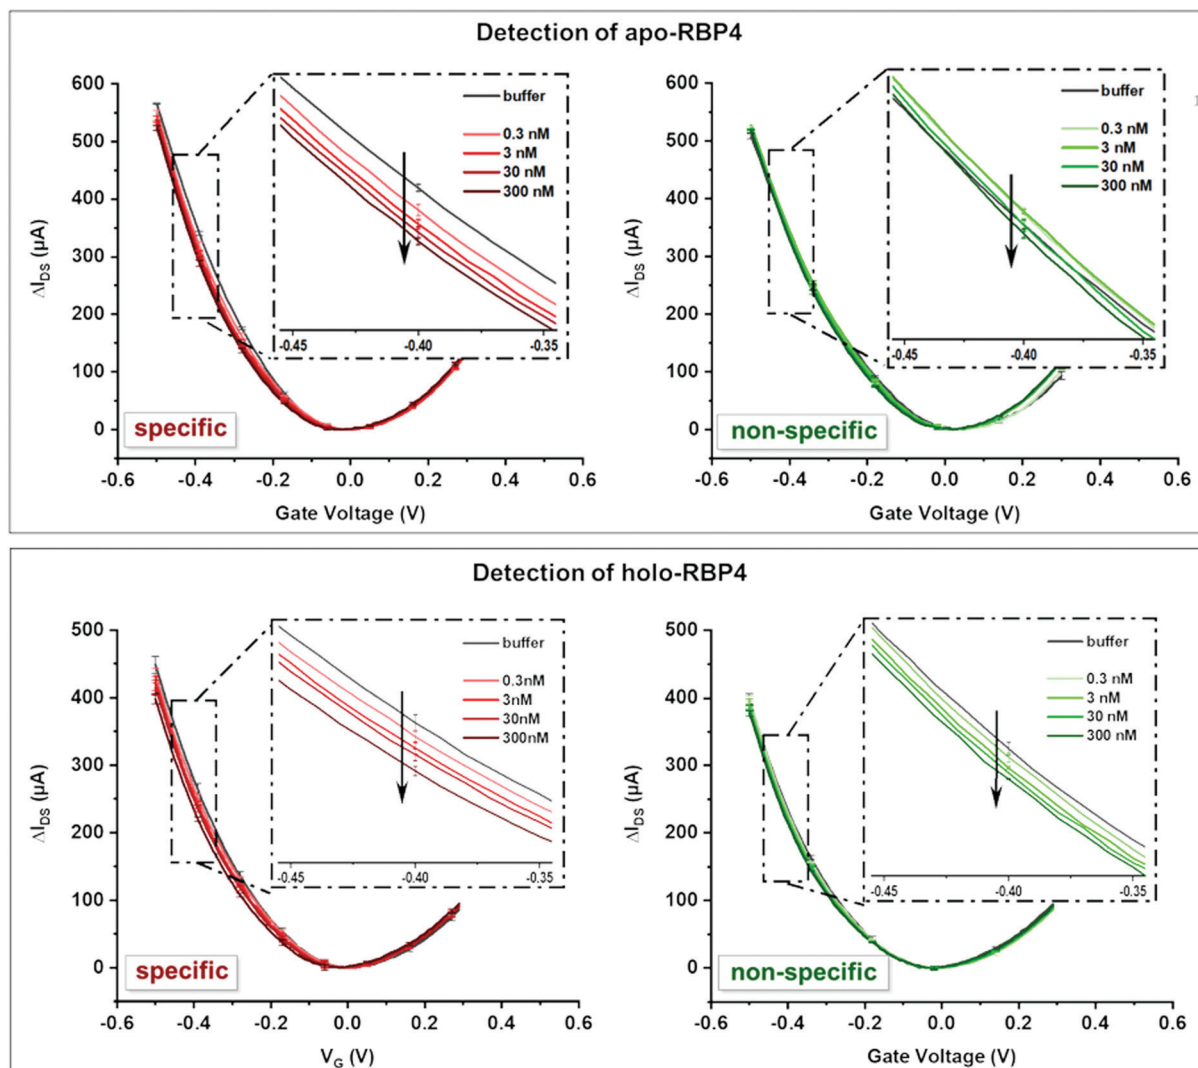 Detection of apo-RBP4
ΔI_DS (µA)
600
500
400
300
200
100
0
-0.6
-0.4
-0.2
0.0
0.2
0.4
0.6
Gate Voltage (V)
specific
buffer
0.3 nM
3 nM
30 nM
300 nM
-0.45
-0.40
-0.35
ΔI_DS (µA)
600
500
400
300
200
100
0
-0.6
-0.4
-0.2
0.0
0.2
0.4
0.6
Gate Voltage (V)
non-specific
buffer
0.3 nM
3 nM
30 nM
300 nM
-0.45
-0.40
-0.35
1
Detection of holo-RBP4
ΔI_DS (µA)
500
400
300
200
100
0
-0.6
-0.4
-0.2
0.0
0.2
0.4
0.6
V_G (V)
specific
buffer
0.3nM
3nM
30nM
300nM
-0.45
-0.40
-0.35
ΔI_DS (µA)
500
400
300
200
100
0
-0.6
-0.4
-0.2
0.0
0.2
0.4
0.6
Gate Voltage (V)
non-specific
buffer
0.3 nM
3 nM
30 nM
300 nM
-0.45
-0.40
-0.35